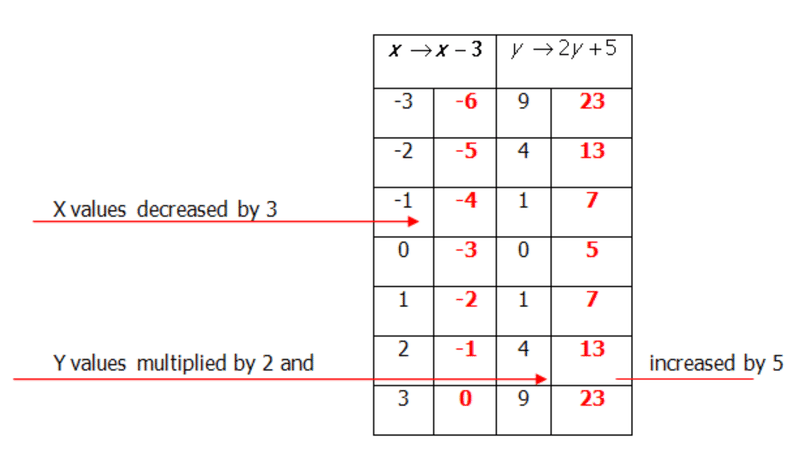 x → x − 3 y → 2y + 5
-3 -6 9 23
-2 -5 4 13
-1 -4 1 7
X values decreased by 3
0 -3 0 5
1 -2 1 7
2 -1 4 13
Y values multiplied by 2 and increased by 5
3 0 9 23